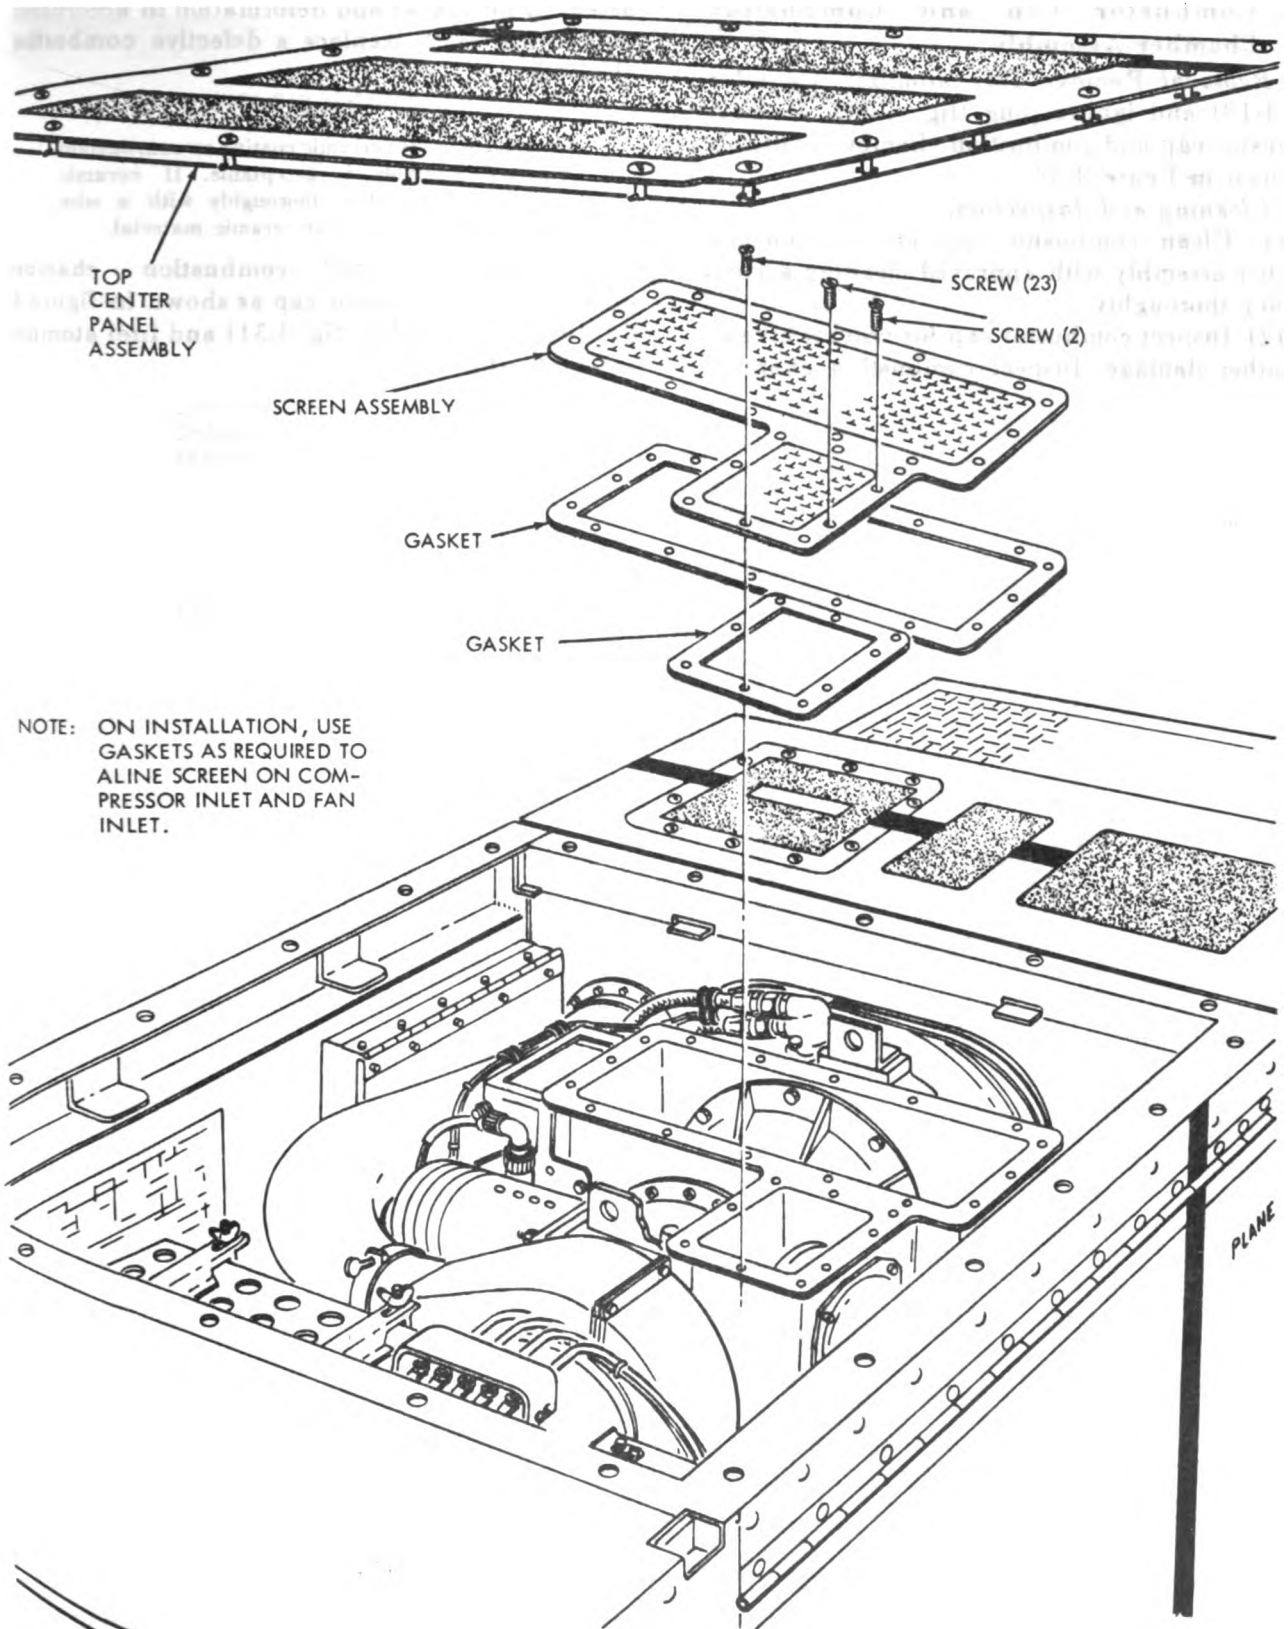 TOP
CENTER
PANEL
ASSEMBLY
SCREW (23)
SCREW (2)
SCREEN ASSEMBLY
GASKET
GASKET
NOTE: ON INSTALLATION, USE
GASKETS AS REQUIRED TO
ALINE SCREEN ON COM-
PRESSOR INLET AND FAN
INLET.
PLANE